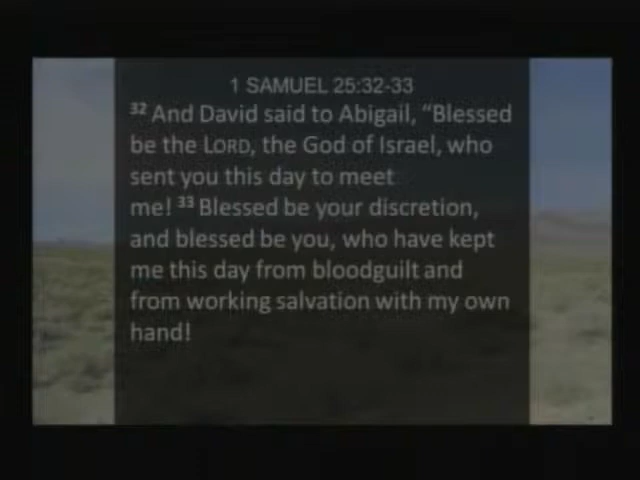 1 SAMUEL 25:32-33
32 And David said to Abigail, “Blessed
be the LORD, the God of Israel, who
sent you this day to meet
me! 33 Blessed be your discretion,
and blessed be you, who have kept
me this day from bloodguilt and
from working salvation with my own
hand!